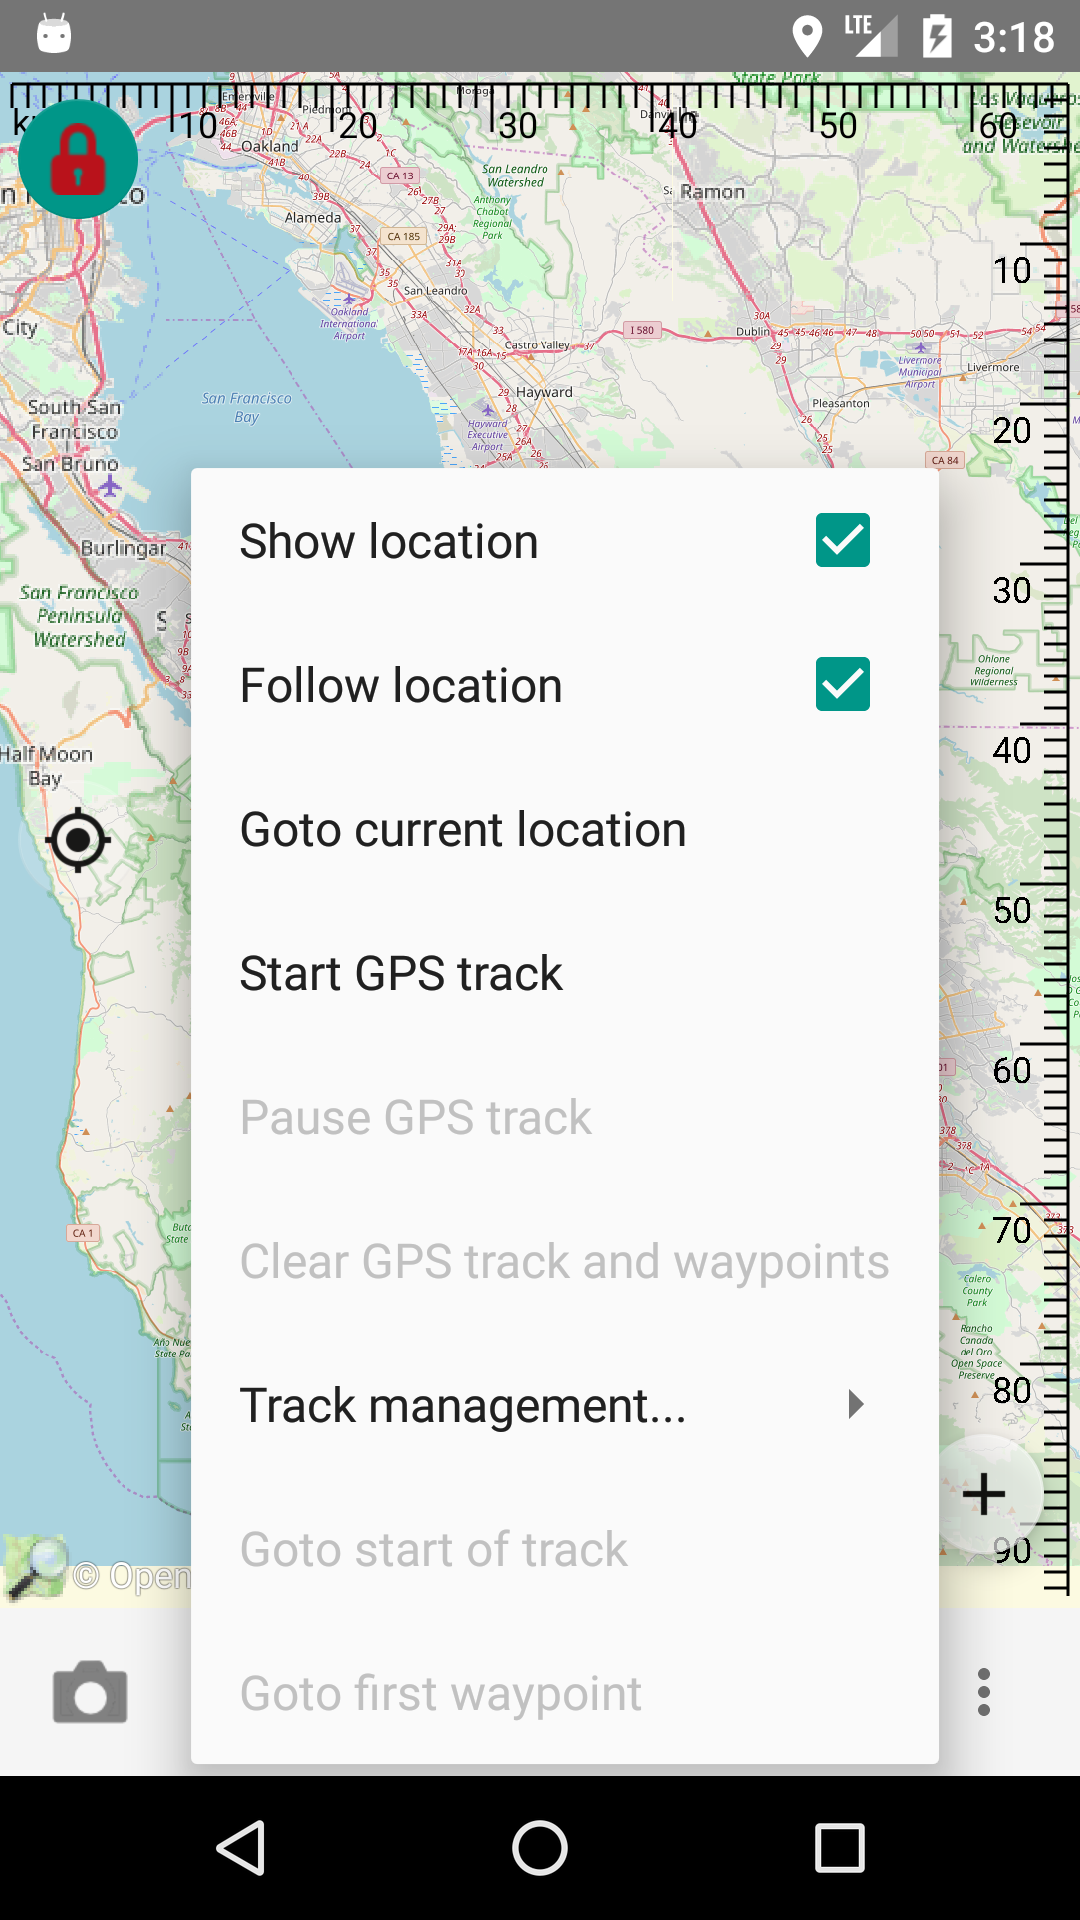 LTE
3:18
State Park
Moraga
Emeryville
Piedmont
Danville
10
20
30
40
50
60
Oakland
and Watershed
San Leandro
Watershed
CA 13
Ramon
Anthony
Chabot
Regional
Park
Alameda
CA 185
San Leandro
10
Oakland
International
Airport
City
I 580
Castro Valley
Dublin
Livermore
Municipal
Airport
Livermore
Hayward
San Francisco
Bay
Pleasanton
South San
Francisco
Hayward
Executive
Airport
20
San Bruno
CA 84
Burlingar
Show location
30
San Francisco
Peninsula
Watershed
Follow location
Ohlone
Regional
Wilderness
Half Moon
Bay
40
Goto current location
50
Start GPS track
60
Pause GPS track
CA 1
70
Clear GPS track and waypoints
Calero
County
Park
Rancho
Canada
del Oro
Open Space
Preserve
Año Nue
State Pa
80
Track management...
90
Goto start of track
© Open
Goto first waypoint